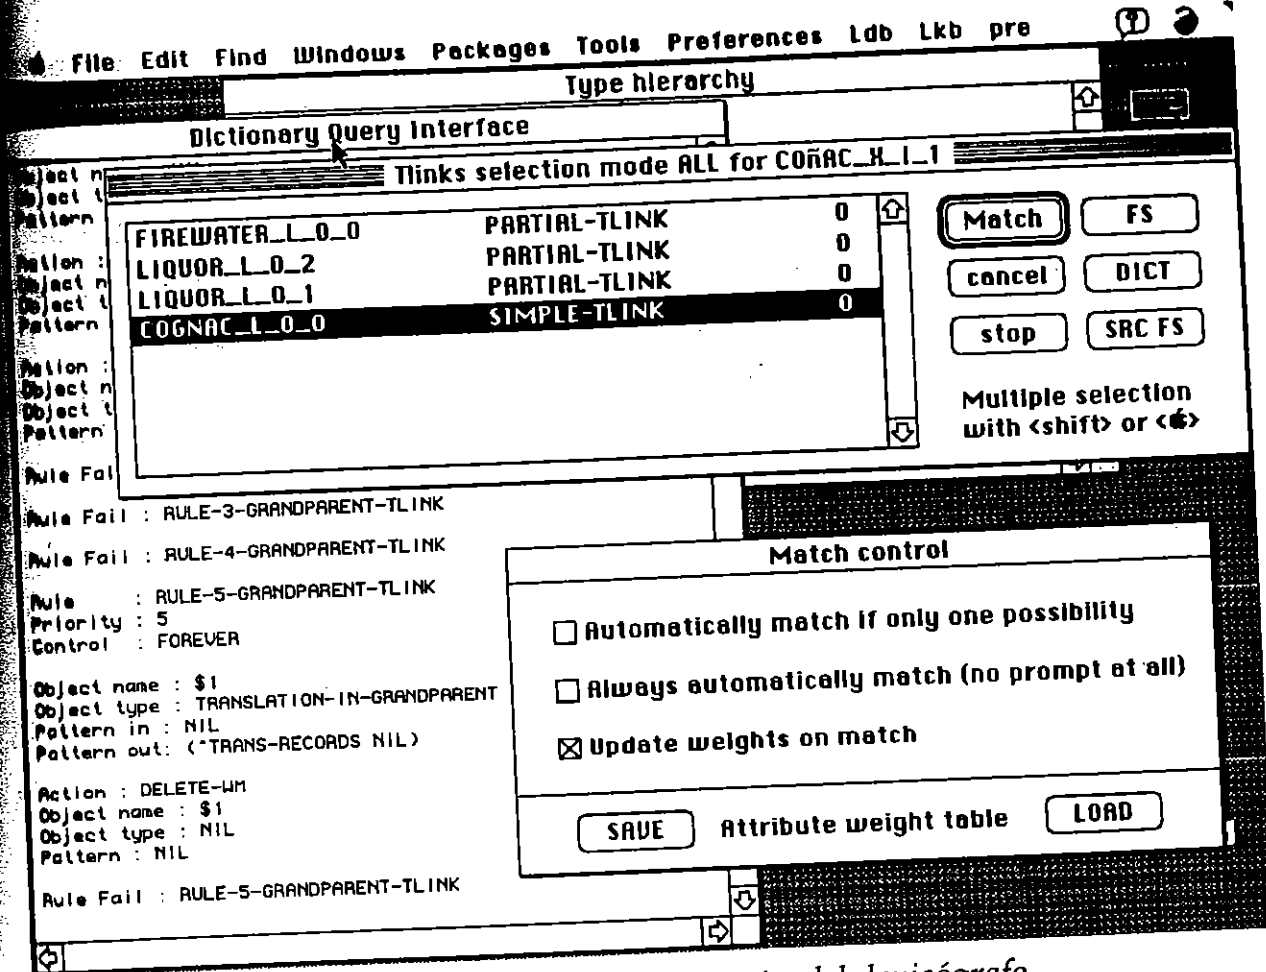 File Edit Find Windows Packages Tools Preferences Ldb Lkb pre
Type hierarchy
Dictionary Query Interface
Tlinks selection mode ALL for COñAC_X_I_1
FIREWATER_L_0_0 PARTIAL-TLINK 0
LIQUOR_L_0_2 PARTIAL-TLINK 0
LIQUOR_L_0_1 PARTIAL-TLINK 0
COGNAC_L_0_0 SIMPLE-TLINK 0
Match FS
cancel DICT
stop SRC FS
Multiple selection
with <shift> or <>
Object n
Object t
Pattern
Action :
Object n
Object t
Pattern
Action :
Object n
Object t
Pattern
Rule Fai
Rule Fail : RULE-3-GRANDPARENT-TLINK
Rule Fail : RULE-4-GRANDPARENT-TLINK
Rule : RULE-5-GRANDPARENT-TLINK
Priority : 5
Control : FOREVER
Object name : $1
Object type : TRANSLATION-IN-GRANDPARENT
Pattern in : NIL
Pattern out: (^TRANS-RECORDS NIL)
Action : DELETE-WM
Object name : $1
Object type : NIL
Pattern : NIL
Rule Fail : RULE-5-GRANDPARENT-TLINK
Match control
Automatically match if only one possibility
Always automatically match (no prompt at all)
Update weights on match
SAVE Attribute weight table LOAD
del lexicógrafo